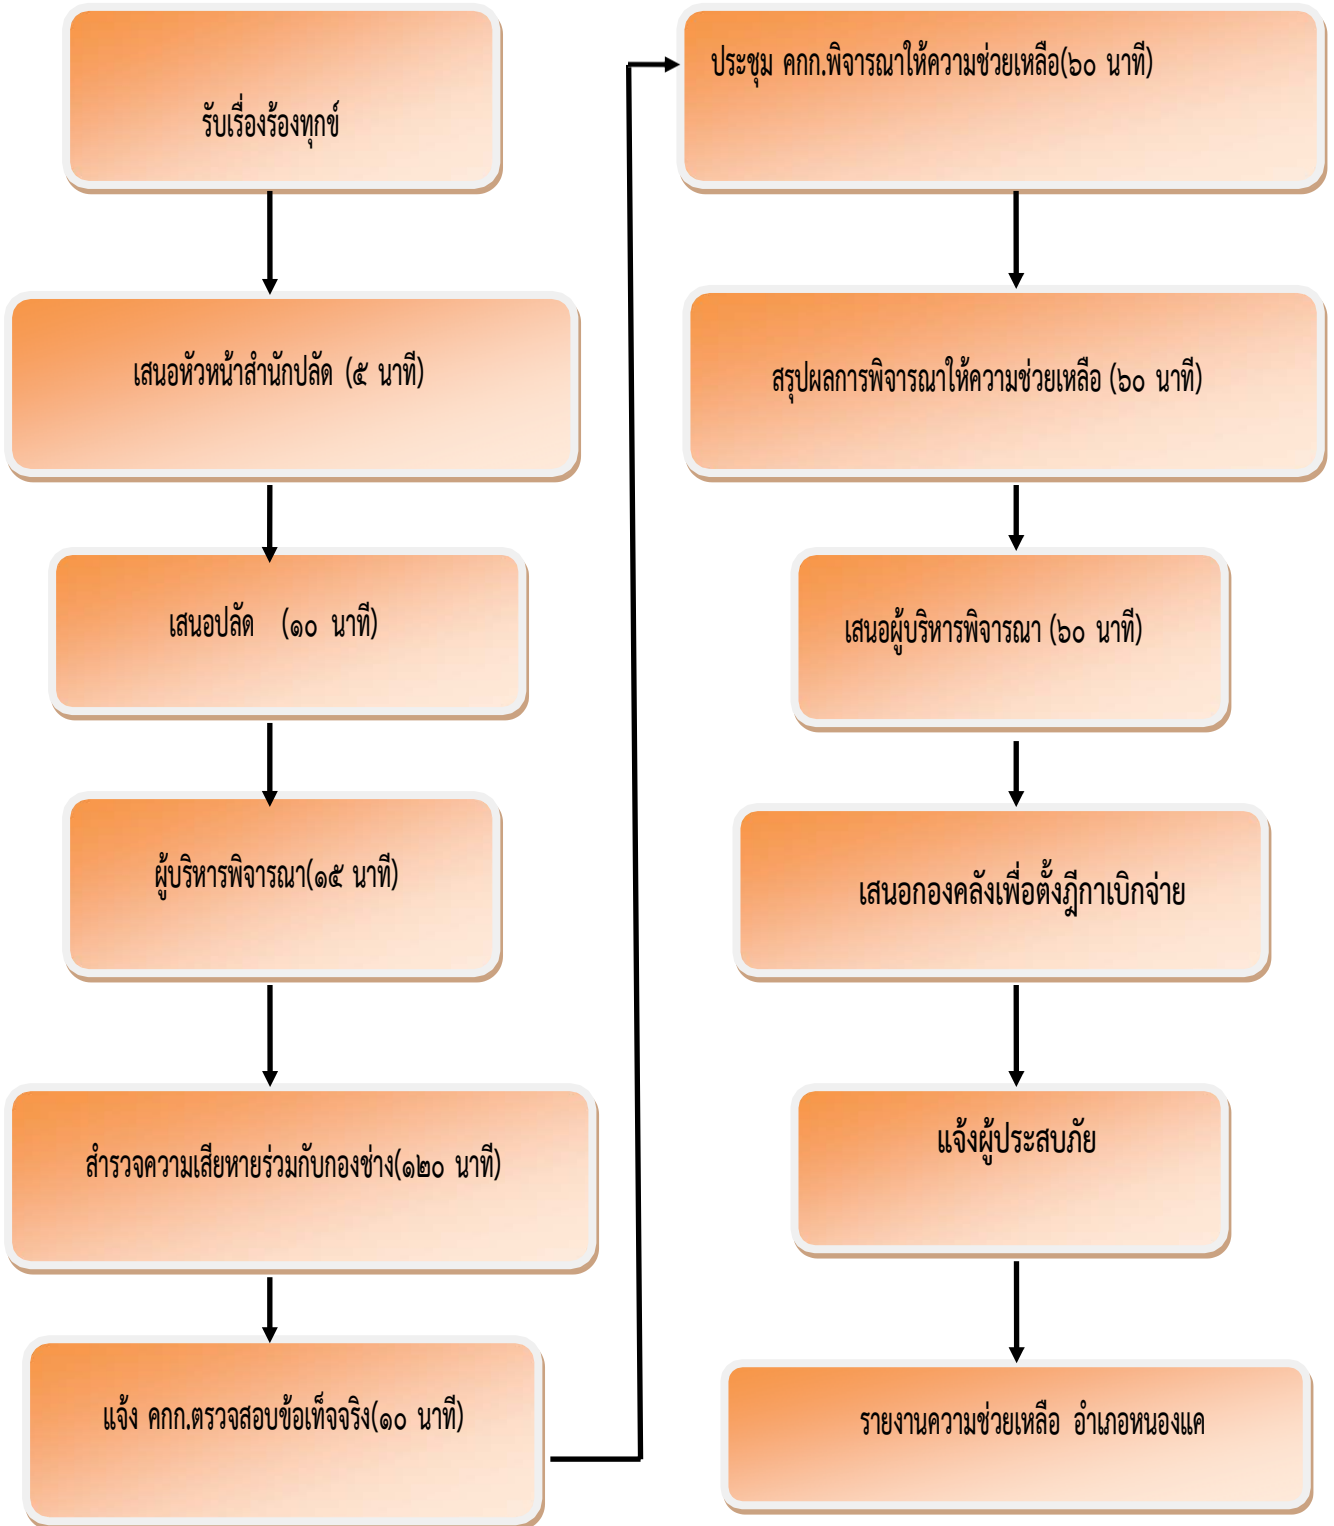 รับเรื่องร้องทุกข์
เสนอหัวหน้าสำนักปลัด (๕ นาที)
เสนอปลัด (๑๐ นาที)
ผู้บริหารพิจารณา(๑๕ นาที)
สำรวจความเสียหายร่วมกับกองช่าง(๑๒๐ นาที)
แจ้ง คกก.ตรวจสอบข้อเท็จจริง(๑๐ นาที)
ประชุม คกก.พิจารณาให้ความช่วยเหลือ(๖๐ นาที)
สรุปผลการพิจารณาให้ความช่วยเหลือ (๖๐ นาที)
เสนอผู้บริหารพิจารณา (๖๐ นาที)
เสนอกองคลังเพื่อตั้งฎีกาเบิกจ่าย
แจ้งผู้ประสบภัย
รายงานความช่วยเหลือ อำเภอหนองแค